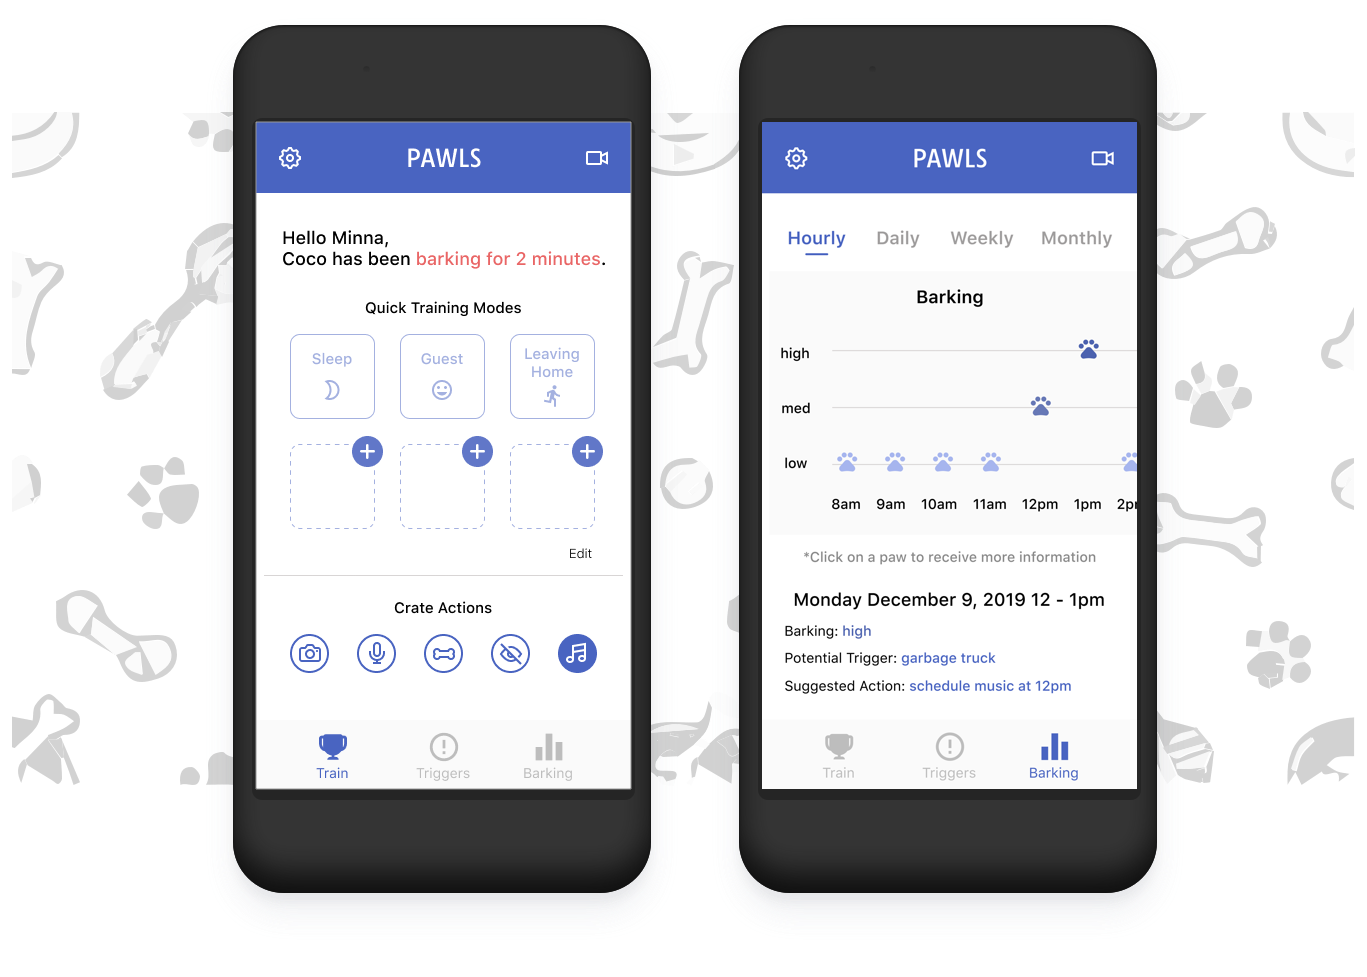 PAWLS
Hello Minna,
Coco has been barking for 2 minutes.
Quick Training Modes
Sleep
Guest
Leaving
Home
Edit
Crate Actions
Train
Triggers
Barking
PAWLS
Hourly
Daily
Weekly
Monthly
Barking
high
med
low
8am
9am
10am
11am
12pm
1pm
2p
*Click on a paw to receive more information
Monday December 9, 2019 12 - 1pm
Barking: high
Potential Trigger: garbage truck
Suggested Action: schedule music at 12pm
Train
Triggers
Barking